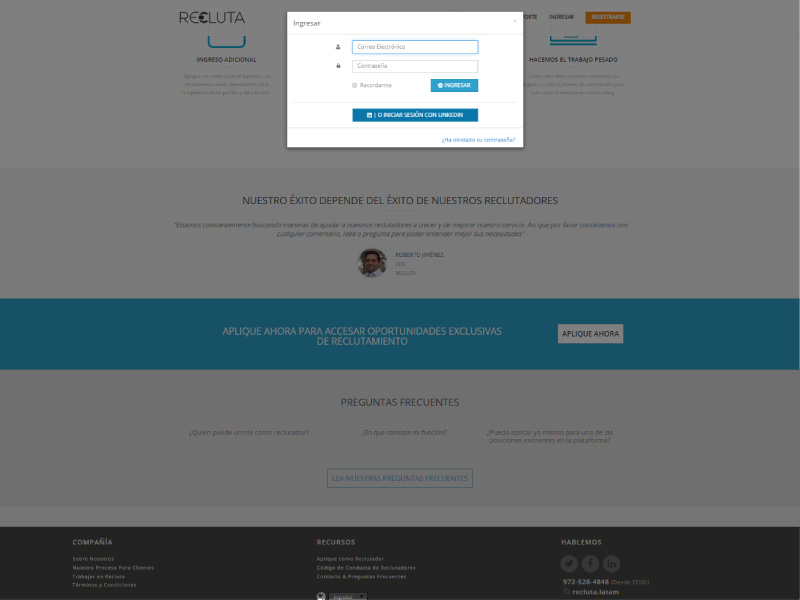 RECLUTA
Ingresar
×
PORTE
INGRESAR
REGISTRARSE
Correo Electrónico
Contraseña
Recordarme
INGRESAR
| O INICIAR SESIÓN CON LINKEDIN
¿Ha olvidado su contraseña?
INGRESO ADICIONAL
HACEMOS EL TRABAJO PESADO
NUESTRO ÉXITO DEPENDE DEL ÉXITO DE NUESTROS RECLUTADORES
"Estamos constantemente buscando maneras de ayudar a nuestros reclutadores a crecer y de mejorar nuestro servicio. Así que por favor contáctenos con
cualquier comentario, idea o pregunta para poder entender mejor sus necesidades"
ROBERTO JIMÉNEZ
CEO
RECLUTA
APLIQUE AHORA PARA ACCESAR OPORTUNIDADES EXCLUSIVAS
DE RECLUTAMIENTO
APLIQUE AHORA
PREGUNTAS FRECUENTES
¿Quién puede unirse como reclutador?
¿En que consiste mi función?
¿Puedo aplicar yo mismo para una de las
posiciones existentes en la plataforma?
LEA NUESTRAS PREGUNTAS FRECUENTES
COMPAÑÍA
Sobre Nosotros
Nuestro Proceso Para Clientes
Trabajar en Recluta
Términos y Condiciones
RECURSOS
Aplique como Reclutador
Código de Conducta de Reclutadores
Contacto & Preguntas Frecuentes
Español
HABLEMOS
972-528-4848 (Desde EEUU)
recluta.latam